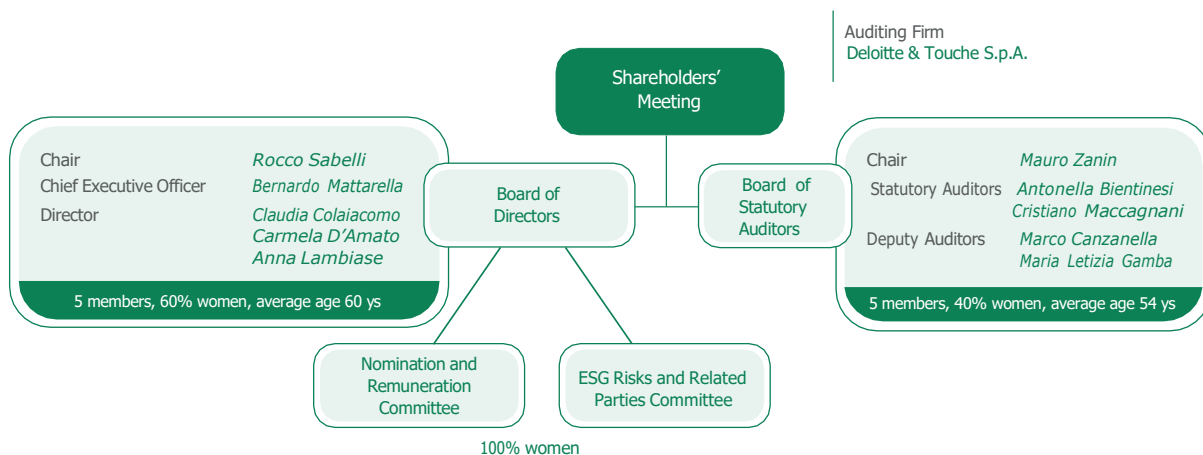 Auditing Firm
Deloitte & Touche S.p.A.
Shareholders'
Meeting
Chair Rocco Sabelli
Chief Executive Officer Bernardo Mattarella
Director Claudia Colaiacomo
Carmela D'Amato
Anna Lambiase
5 members, 60% women, average age 60 ys
Board of
Directors
Board of
Statutory
Auditors
Chair Mauro Zanin
Statutory Auditors Antonella Bientinesi
Cristiano Maccagnani
Deputy Auditors Marco Canzanella
Maria Letizia Gamba
5 members, 40% women, average age 54 ys
Nomination and
Remuneration
Committee
ESG Risks and Related
Parties Committee
100% women